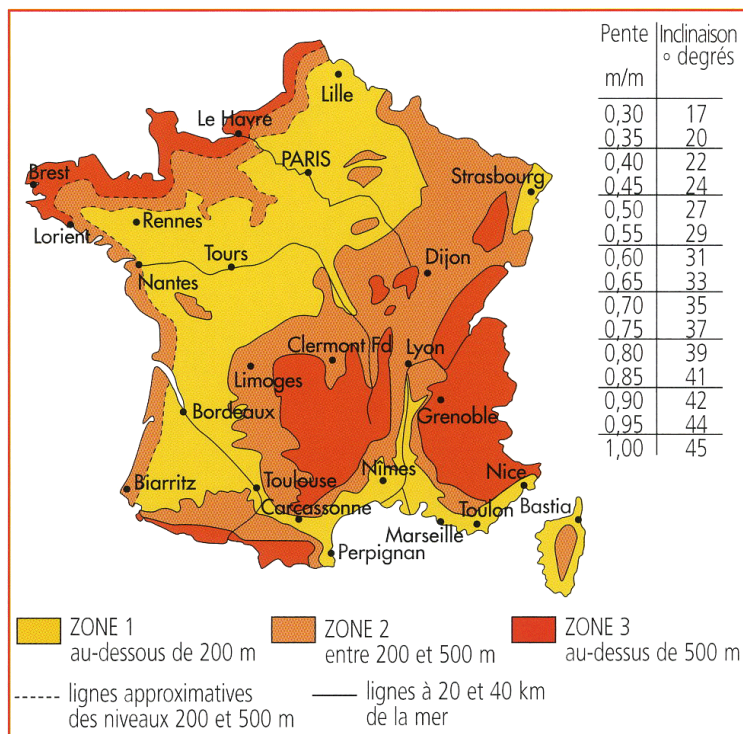 Lille
Le Havre
PARIS
Brest
Strasbourg
Rennes
Lorient
Tours
Dijon
Nantes
Clermont Fd
Lyon
Limoges
Bordeaux
Grenoble
Nîmes
Biarritz
Toulouse
Nice
Carcassonne
Toulon
Bastia
Marseille
Perpignan
Pente Inclinaison
° degrés
m/m
0,30 17
0,35 20
0,40 22
0,45 24
0,50 27
0,55 29
0,60 31
0,65 33
0,70 35
0,75 37
0,80 39
0,85 41
0,90 42
0,95 44
1,00 45
ZONE 1
au-dessous de 200 m
ZONE 2
entre 200 et 500 m
ZONE 3
au-dessus de 500 m
lignes approximatives
des niveaux 200 et 500 m
lignes à 20 et 40 km
de la mer